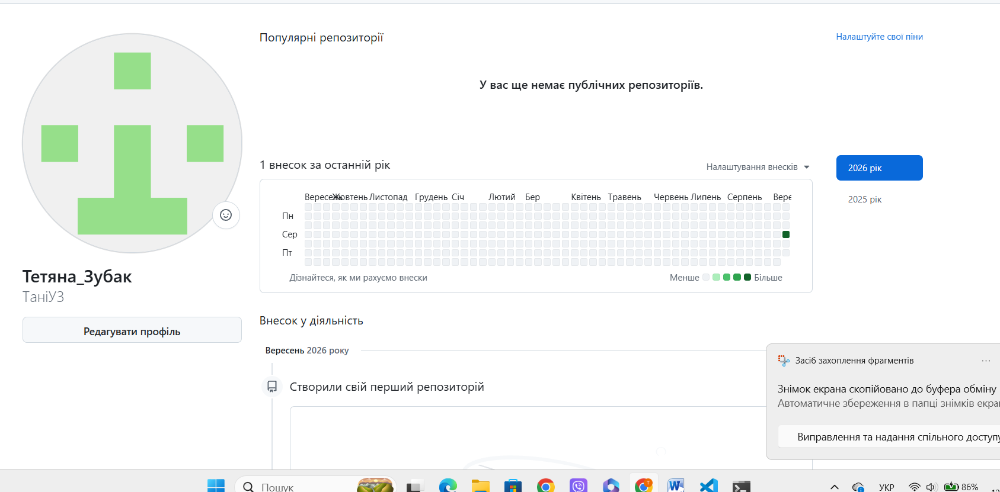 Популярні репозиторії
Налаштуйте свої піни
У вас ще немає публічних репозиторіїв.
1 внесок за останній рік
Налаштування внесків
2026 рік
2025 рік
Вересень Жовтень Листопад Грудень Січ Лютий Бер Квітень Травень Червень Липень Серпень Вере
Пн
Сер
Пт
Дізнайтеся, як ми рахуємо внески
Менше Більше
Тетяна_Зубак
ТаніУЗ
Редагувати профіль
Внесок у діяльність
Вересень 2026 року
Створили свій перший репозиторій
Засіб захоплення фрагментів
Знімок екрана скопійовано до буфера обміну
Автоматичне збереження в папці знімків екра
Виправлення та надання спільного доступу
Пошук
УКР
86%